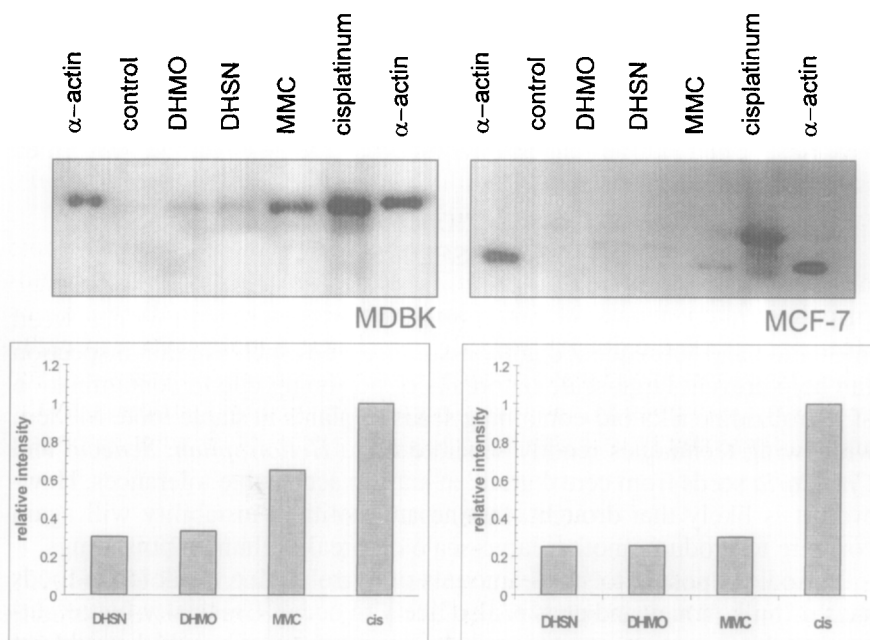 α-actin control DHMO DHSN MMC cisplatinum α-actin
α-actin control DHMO DHSN MMC cisplatinum α-actin
MDBK
MCF-7
relative intensity
1.2
1
0.8
0.6
0.4
0.2
0
DHSN DHMO MMC cis
relative intensity
1.2
1
0.8
0.6
0.4
0.2
0
DHSN DHMO MMC cis